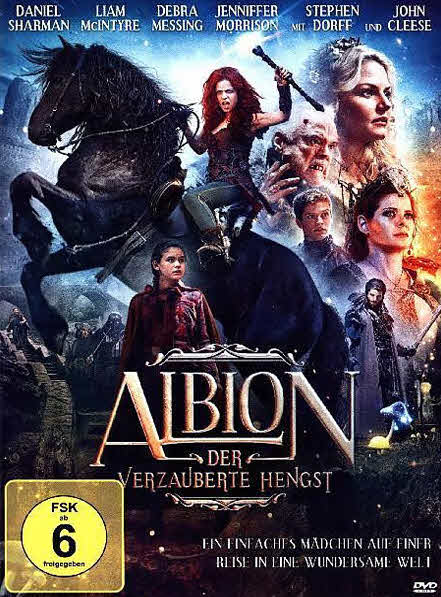 DANIEL SHARMAN LIAM McINTYRE DEBRA MESSING JENNIFFER MORRISON MIT STEPHEN DORFF UND JOHN CLEESE
ALBION
DER
VERZAUBERTE HENGST
FSK
ab
6
freigegeben
EIN EINFACHES MÄDCHEN AUF EINER
REISE IN EINE WUNDERSAME WELT
DVD